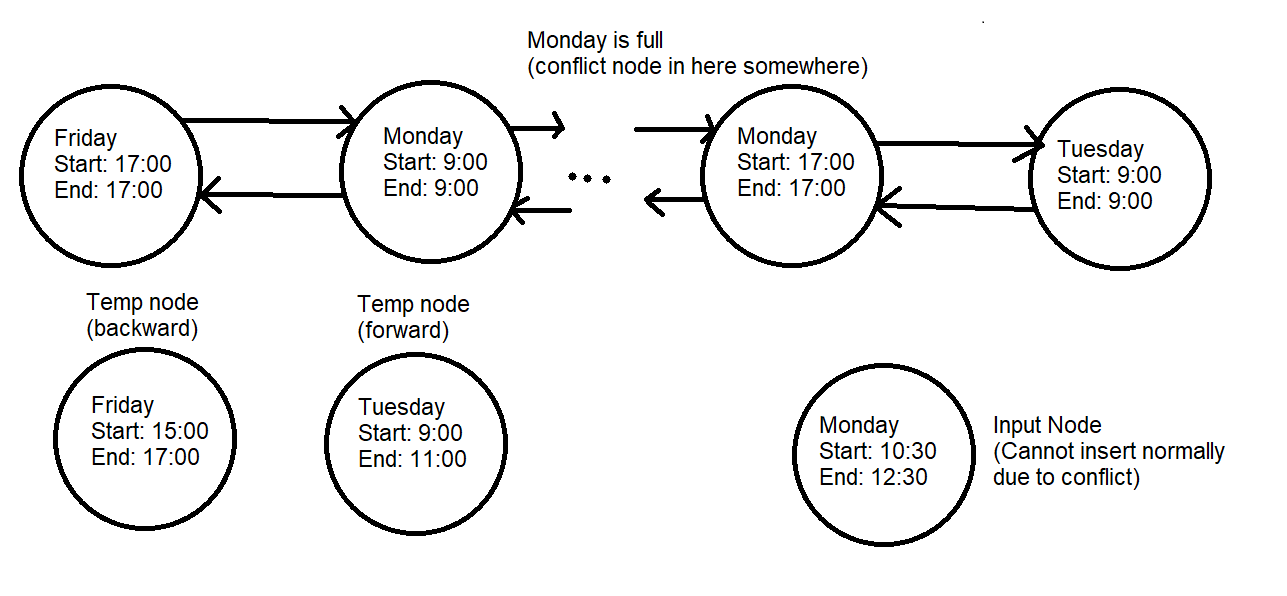 Monday is full
(conflict node in here somewhere)
Friday
Start: 17:00
End: 17:00
Monday
Start: 9:00
End: 9:00
Monday
Start: 17:00
End: 17:00
Tuesday
Start: 9:00
End: 9:00
Temp node
(backward)
Temp node
(forward)
Friday
Start: 15:00
End: 17:00
Tuesday
Start: 9:00
End: 11:00
Monday
Start: 10:30
End: 12:30
Input Node
(Cannot insert normally
due to conflict)